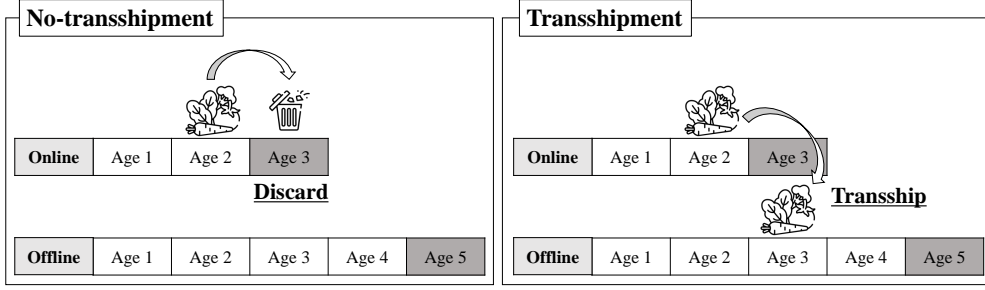 No-transshipment
Online Age 1 Age 2 Age 3
Discard
Offline Age 1 Age 2 Age 3 Age 4 Age 5
Transshipment
Online Age 1 Age 2 Age 3
Transship
Offline Age 1 Age 2 Age 3 Age 4 Age 5